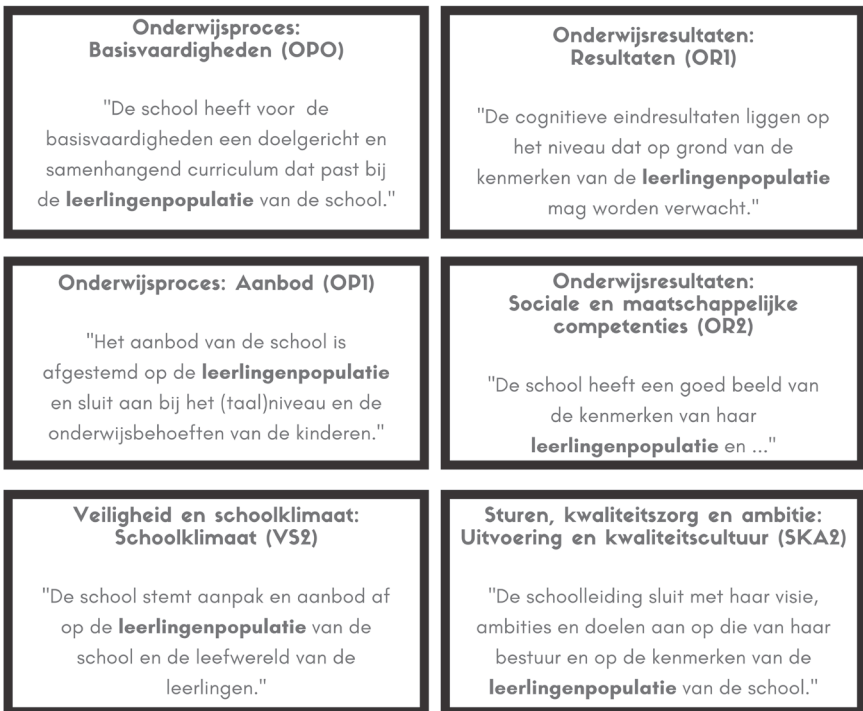 Onderwijsproces:
Basisvaardigheden (OP0)
"De school heeft voor de
basisvaardigheden een doelgericht en
samenhangend curriculum dat past bij
de leerlingenpopulatie van de school."
Onderwijsresultaten:
Resultaten (OR1)
"De cognitieve eindresultaten liggen op
het niveau dat op grond van de
kenmerken van de leerlingenpopulatie
mag worden verwacht."
Onderwijsproces: Aanbod (OP1)
"Het aanbod van de school is
afgestemd op de leerlingenpopulatie
en sluit aan bij het (taal)niveau en de
onderwijsbehoeften van de kinderen."
Onderwijsresultaten:
Sociale en maatschappelijke
competenties (OR2)
"De school heeft een goed beeld van
de kenmerken van haar
leerlingenpopulatie en ..."
Veiligheid en schoolklimaat:
Schoolklimaat (VS2)
"De school stemt aanpak en aanbod af
op de leerlingenpopulatie van de
school en de leefwereld van de
leerlingen."
Sturen, kwaliteitszorg en ambitie:
Uitvoering en kwaliteitscultuur (SKA2)
"De schoolleiding sluit met haar visie,
ambities en doelen aan op die van haar
bestuur en op de kenmerken van de
leerlingenpopulatie van de school."